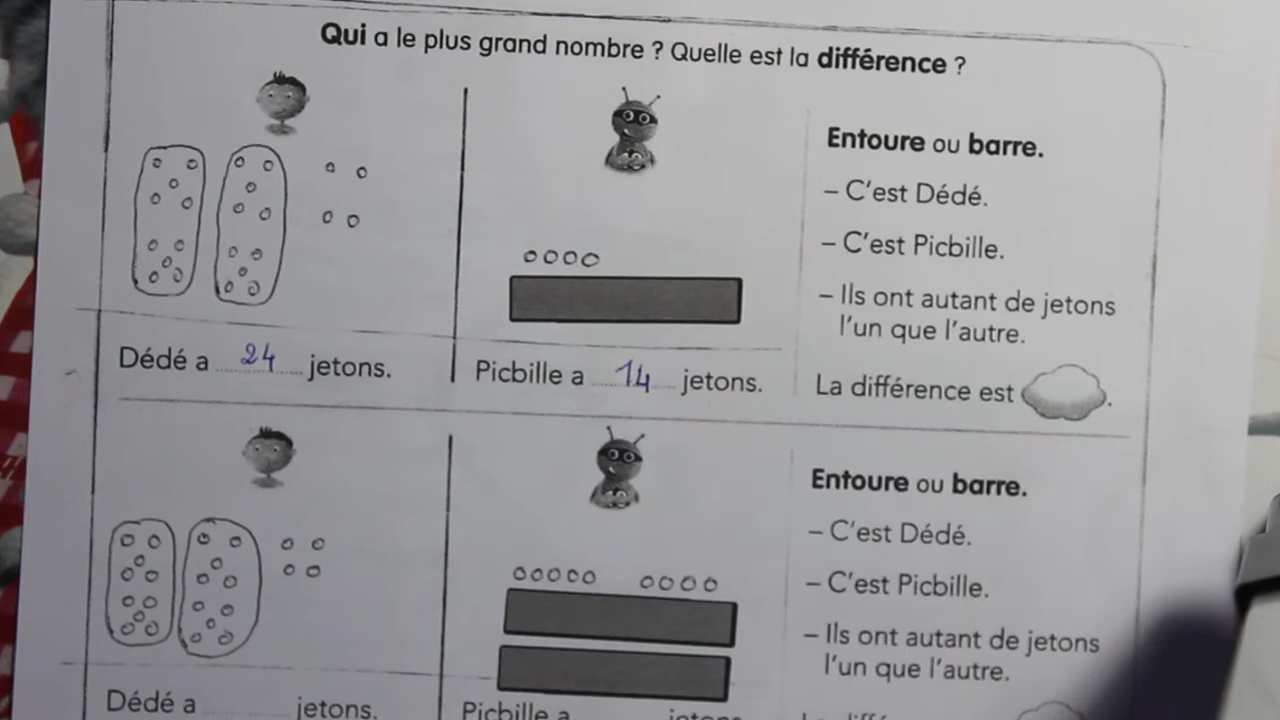 Qui a le plus grand nombre ? Quelle est la différence ?
Dédé a 24 jetons.
Picbille a 14 jetons.
Entoure ou barre.
– C'est Dédé.
– C'est Picbille.
– Ils ont autant de jetons
l'un que l'autre.
La différence est .
Dédé a jetons.
Picbille a
Entoure ou barre.
– C'est Dédé.
– C'est Picbille.
– Ils ont autant de jetons
l'un que l'autre.